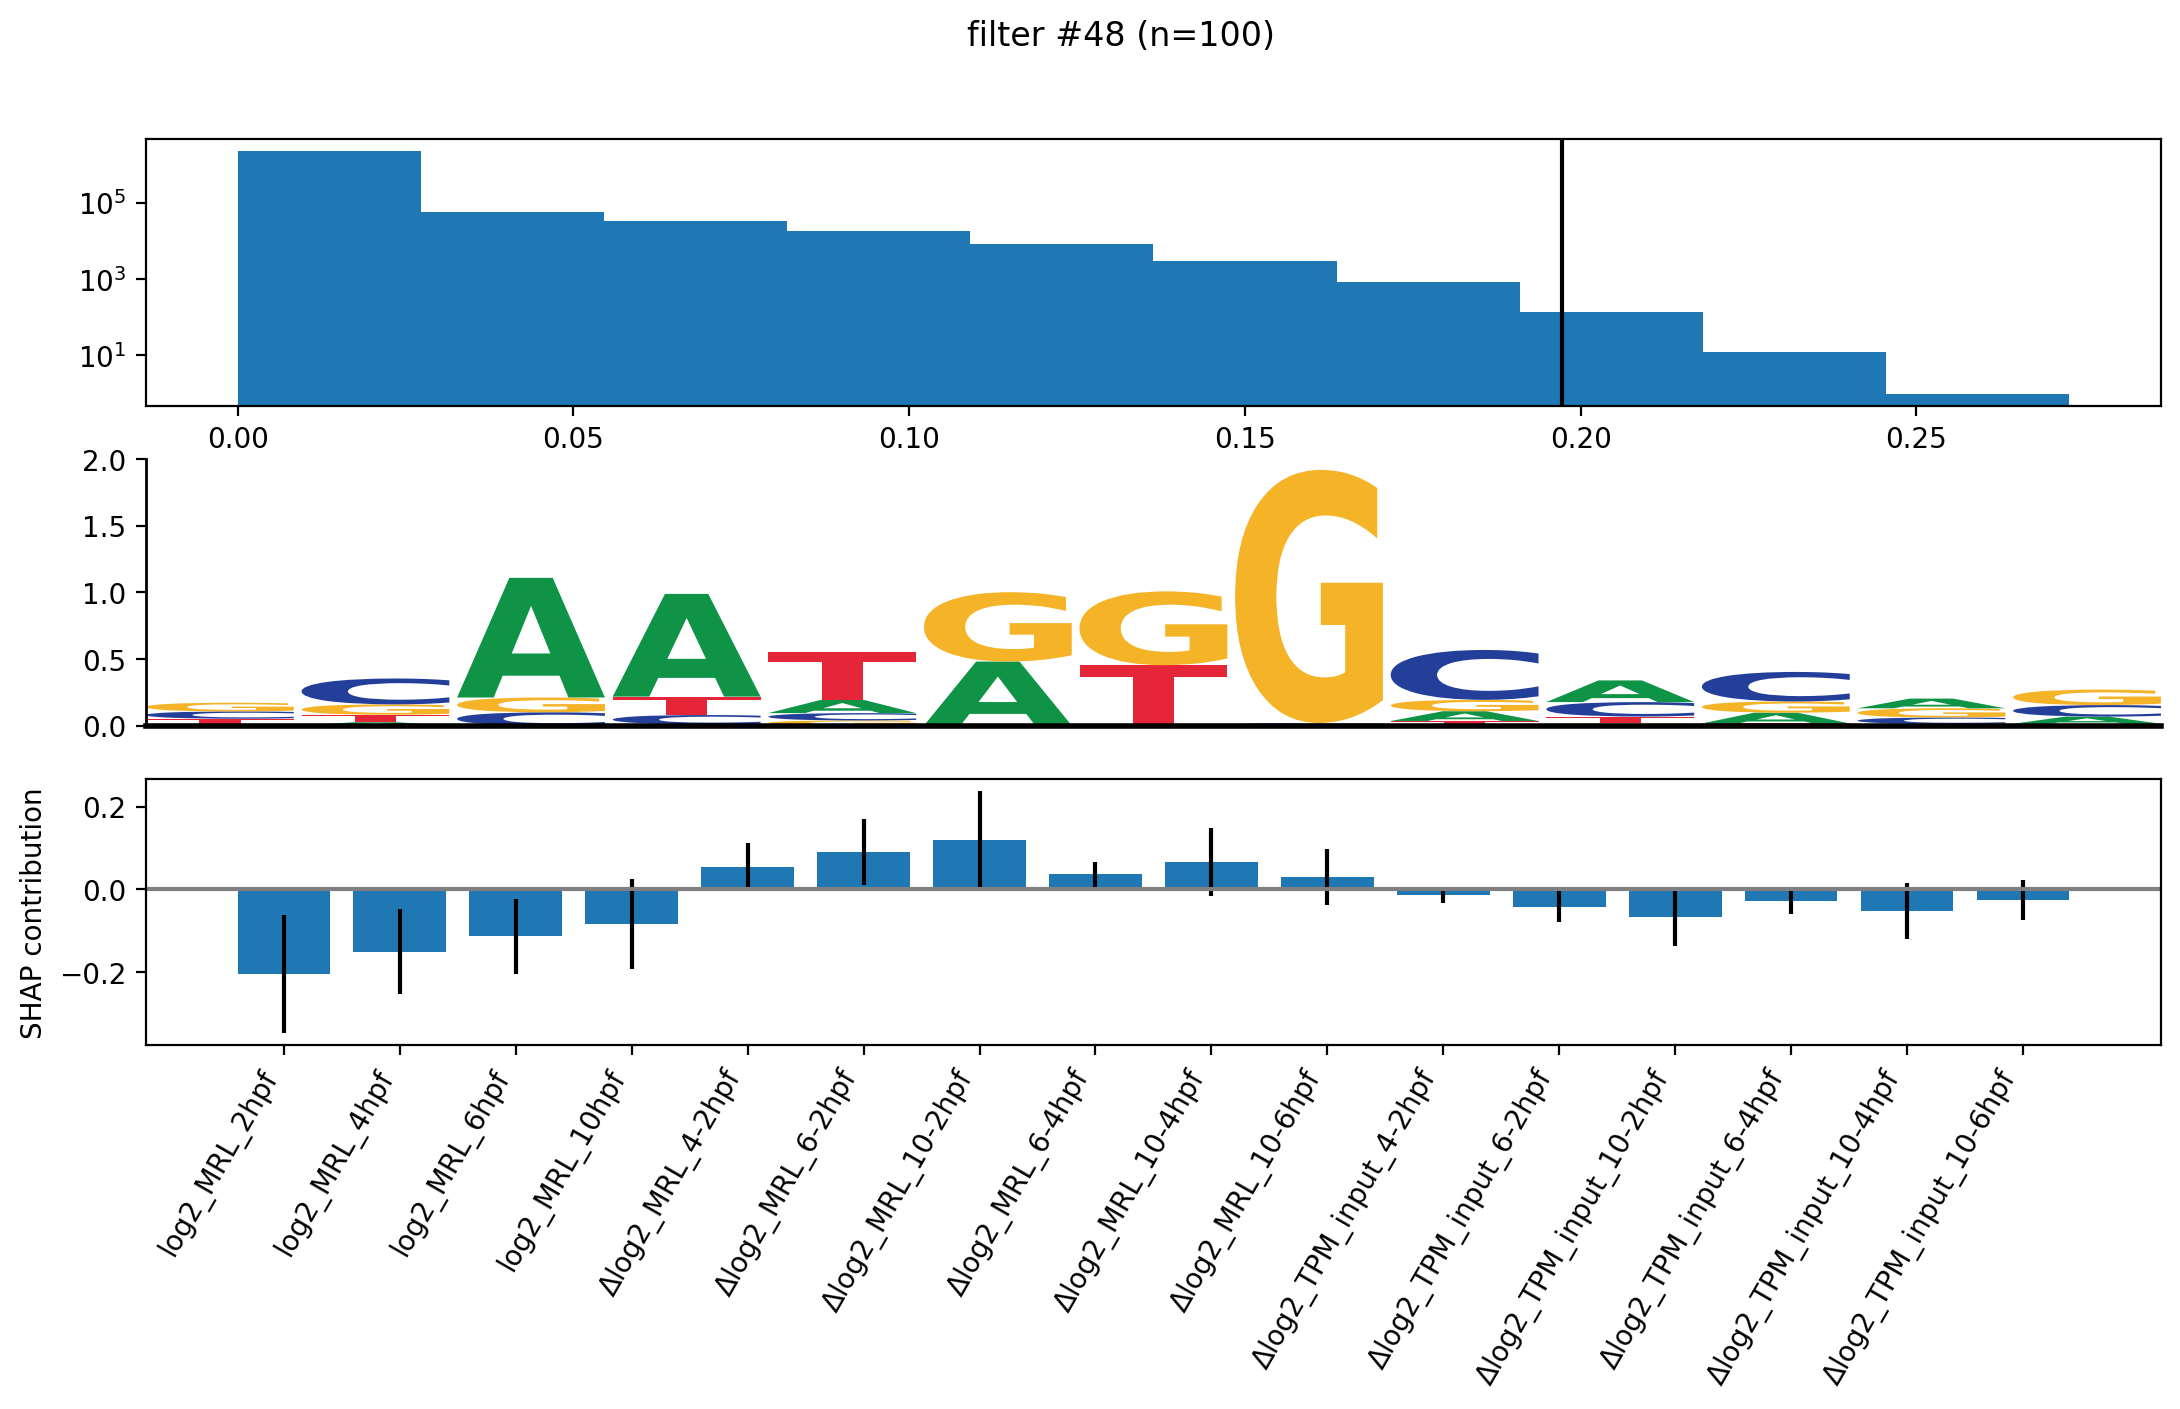 filter #48 (n=100)
10^5
10^3
10^1
0.00 0.05 0.10 0.15 0.20 0.25
2.0
1.5
1.0
0.5
0.0
SHAP contribution
0.2
0.0
−0.2
log2_MRL_2hpf
log2_MRL_4hpf
log2_MRL_6hpf
log2_MRL_10hpf
Δlog2_MRL_4-2hpf
Δlog2_MRL_6-2hpf
Δlog2_MRL_10-2hpf
Δlog2_MRL_6-4hpf
Δlog2_MRL_10-4hpf
Δlog2_MRL_10-6hpf
Δlog2_TPM_input_4-2hpf
Δlog2_TPM_input_6-2hpf
Δlog2_TPM_input_10-2hpf
Δlog2_TPM_input_6-4hpf
Δlog2_TPM_input_10-4hpf
Δlog2_TPM_input_10-6hpf